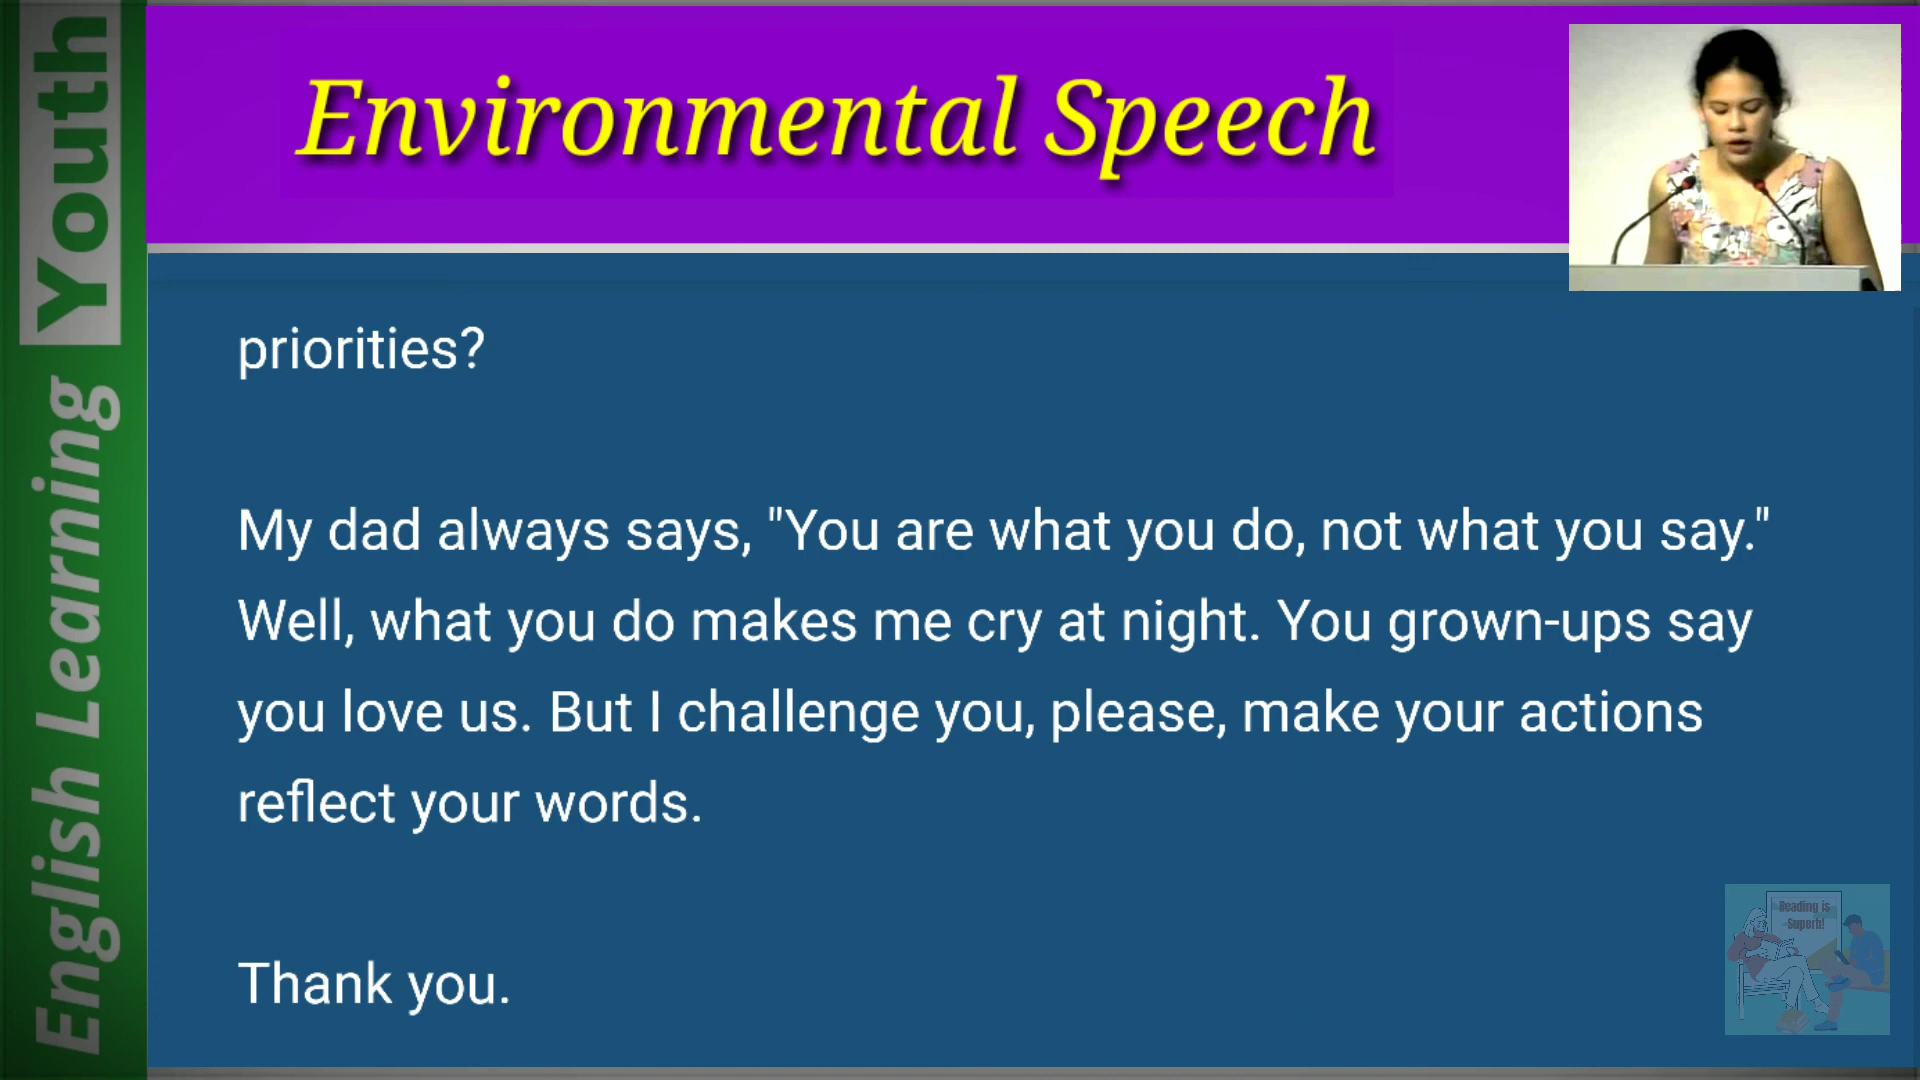 English Learning Youth
Environmental Speech
priorities?
My dad always says, "You are what you do, not what you say."
Well, what you do makes me cry at night. You grown-ups say
you love us. But I challenge you, please, make your actions
reflect your words.
Thank you.
Reading is
Superb!